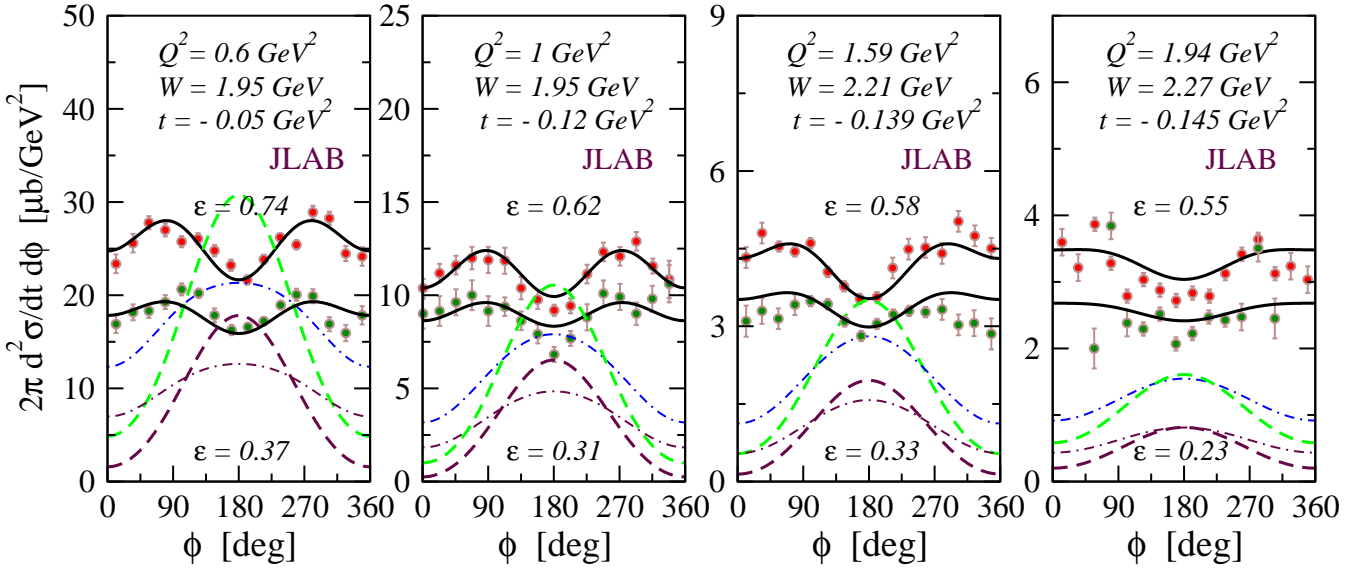 2π d²σ/dt dϕ [μb/GeV²]
50
40
30
20
10
0
Q² = 0.6 GeV²
W = 1.95 GeV
t = - 0.05 GeV²
JLAB
ε = 0.74
ε = 0.37
0 90 180 270 360
ϕ [deg]
25
20
15
10
5
0
Q² = 1 GeV²
W = 1.95 GeV
t = - 0.12 GeV²
JLAB
ε = 0.62
ε = 0.31
0 90 180 270 360
ϕ [deg]
9
6
3
0
Q² = 1.59 GeV²
W = 2.21 GeV
t = - 0.139 GeV²
JLAB
ε = 0.58
ε = 0.33
0 90 180 270 360
ϕ [deg]
6
4
2
0
Q² = 1.94 GeV²
W = 2.27 GeV
t = - 0.145 GeV²
JLAB
ε = 0.55
ε = 0.23
0 90 180 270 360
ϕ [deg]